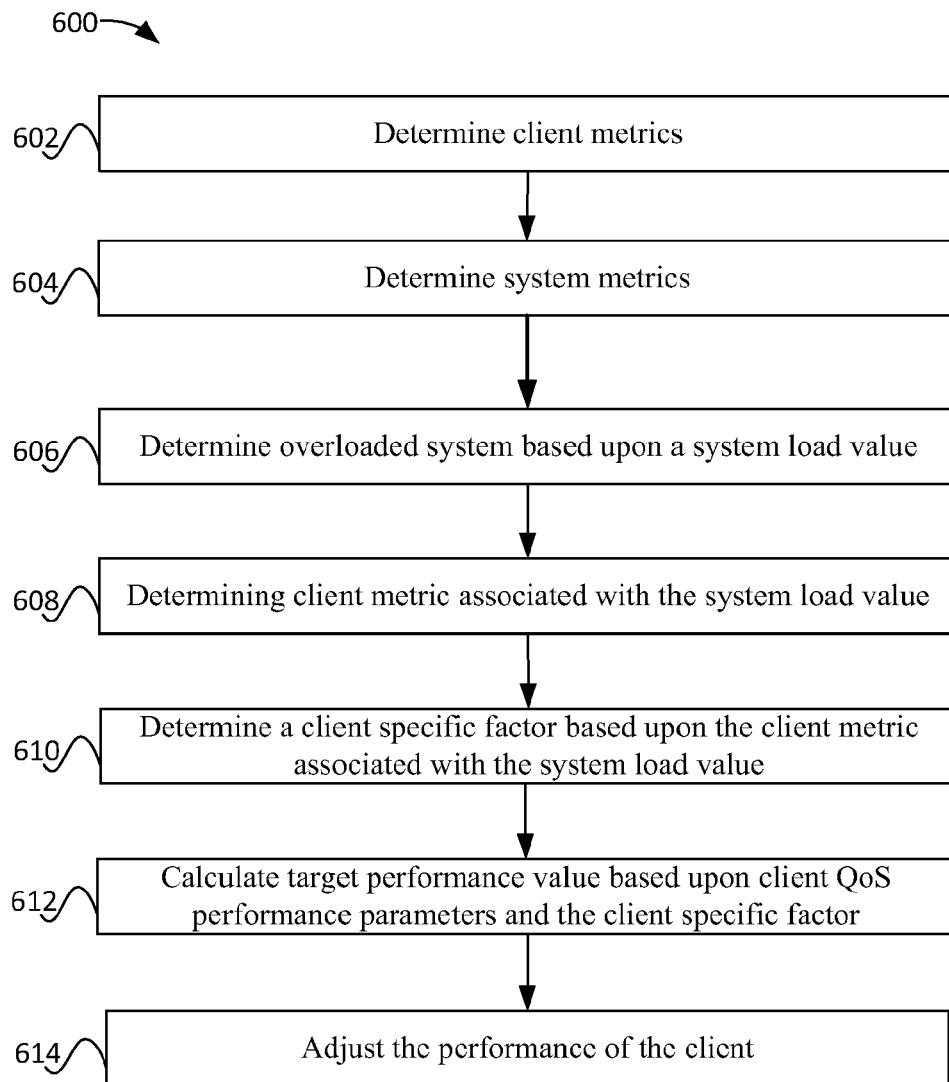 600
602
Determine client metrics
604
Determine system metrics
606
Determine overloaded system based upon a system load value
608
Determining client metric associated with the system load value
610
Determine a client specific factor based upon the client metric
associated with the system load value
612
Calculate target performance value based upon client QoS
performance parameters and the client specific factor
614
Adjust the performance of the client